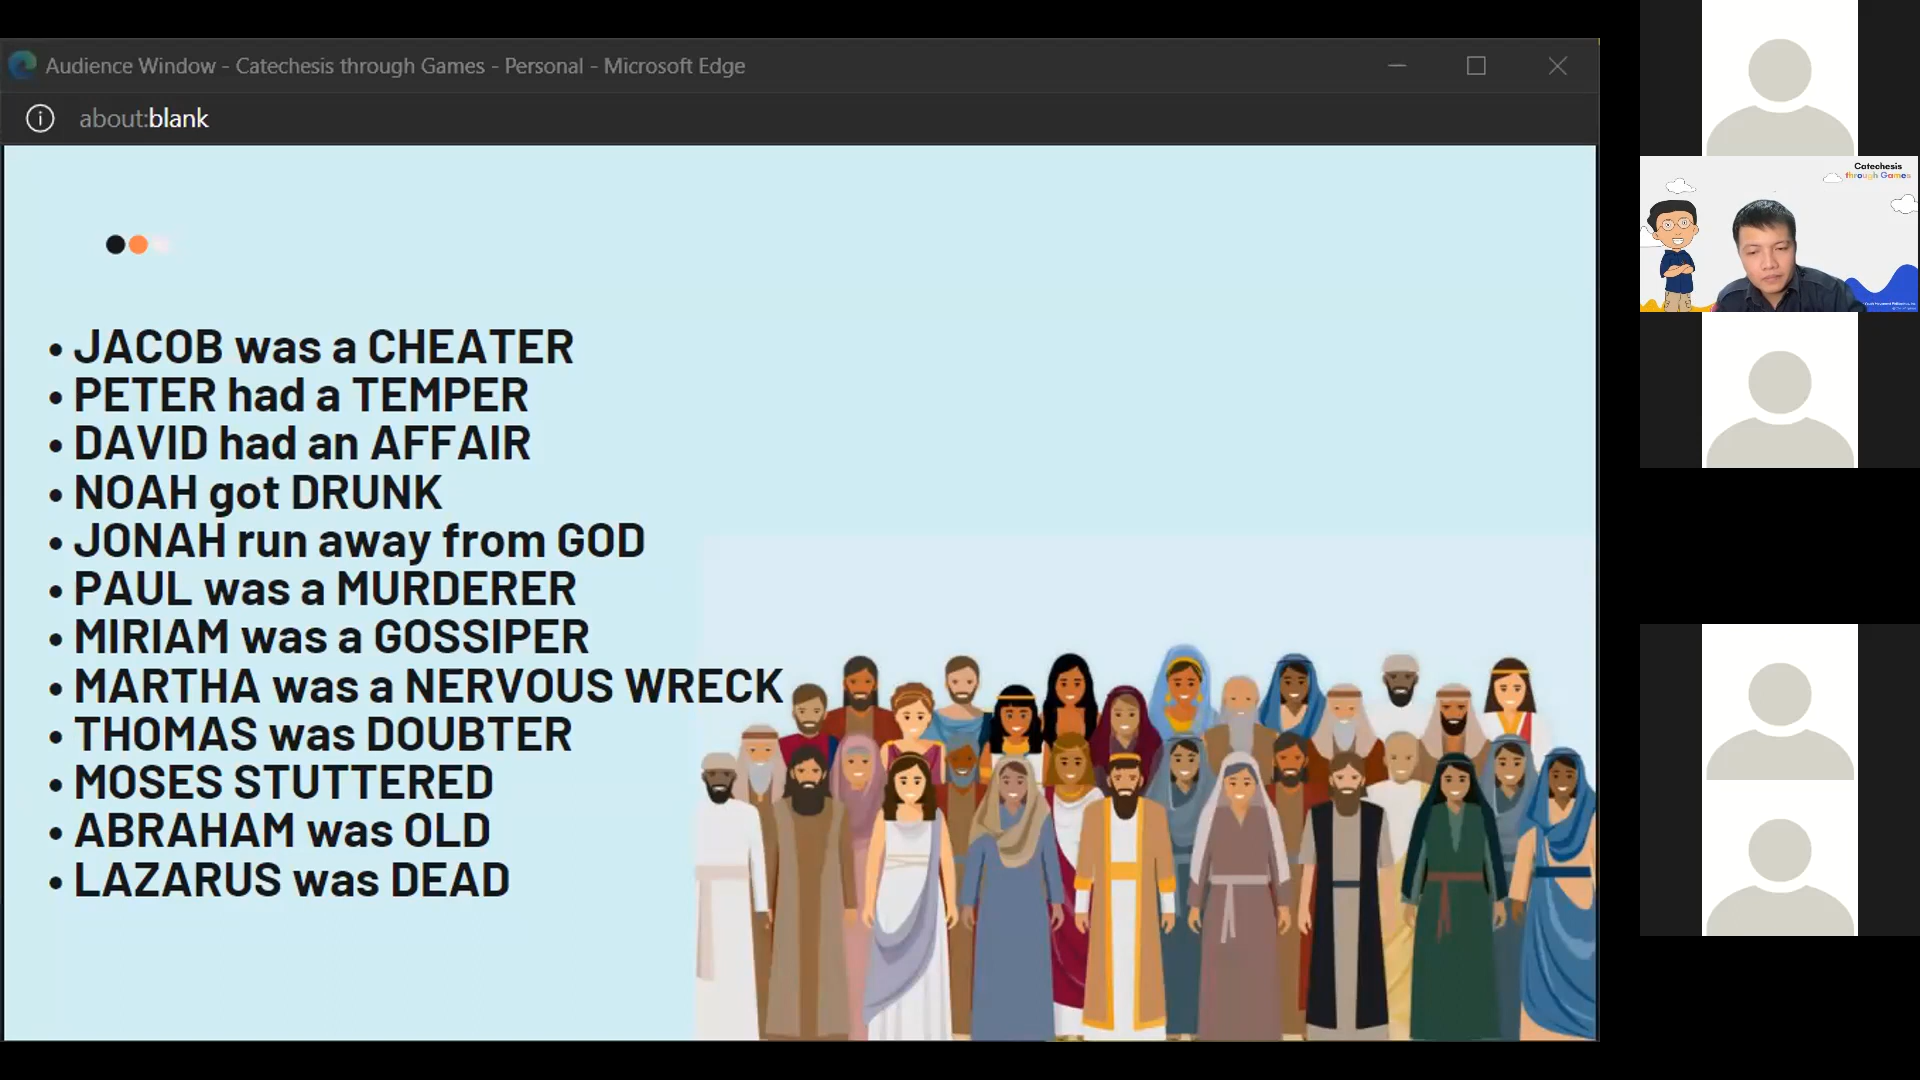 Audience Window - Catechesis through Games - Personal - Microsoft Edge
about:blank
• JACOB was a CHEATER
• PETER had a TEMPER
• DAVID had an AFFAIR
• NOAH got DRUNK
• JONAH run away from GOD
• PAUL was a MURDERER
• MIRIAM was a GOSSIPER
• MARTHA was a NERVOUS WRECK
• THOMAS was DOUBTER
• MOSES STUTTERED
• ABRAHAM was OLD
• LAZARUS was DEAD
Catechesis
through Games